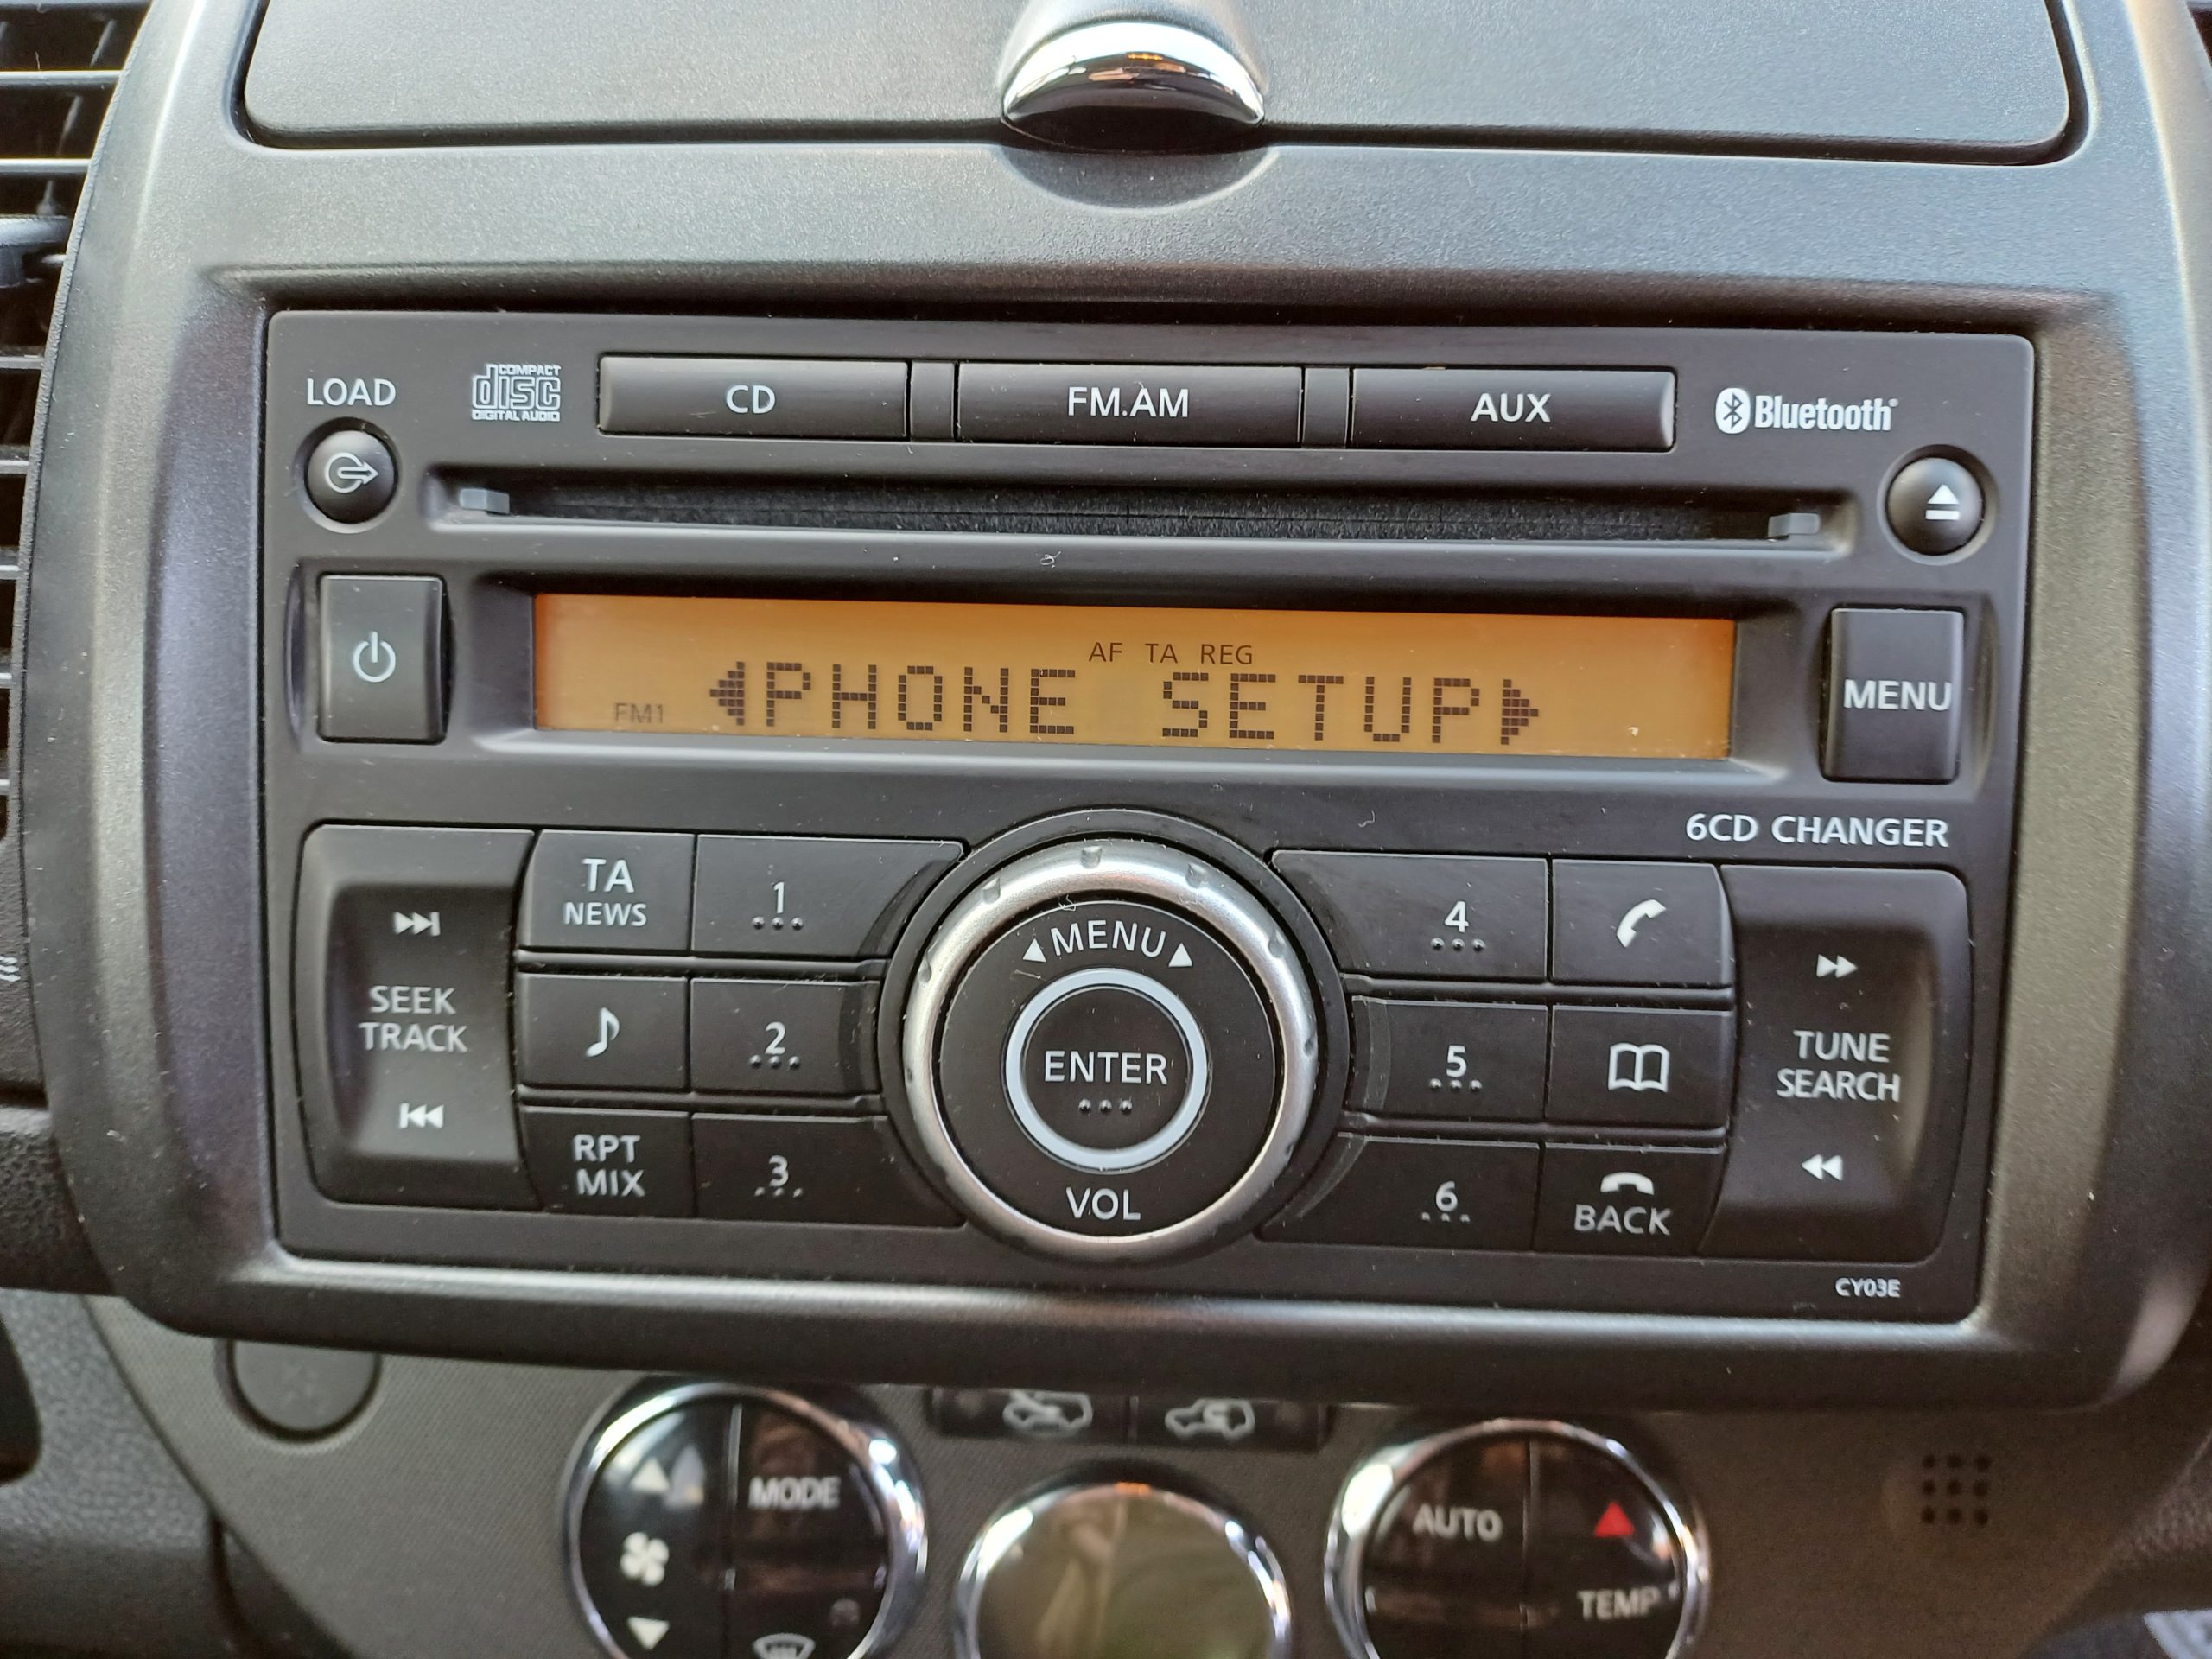 LOAD
COMPACT
disc
DIGITAL AUDIO
CD
FM.AM
AUX
Bluetooth
AF TA REG
FM1
PHONE SETUP
MENU
6CD CHANGER
TA
NEWS
1
4
SEEK
TRACK
2
MENU
ENTER
VOL
5
TUNE
SEARCH
RPT
MIX
3
6
BACK
CY03E
MODE
AUTO
TEMP